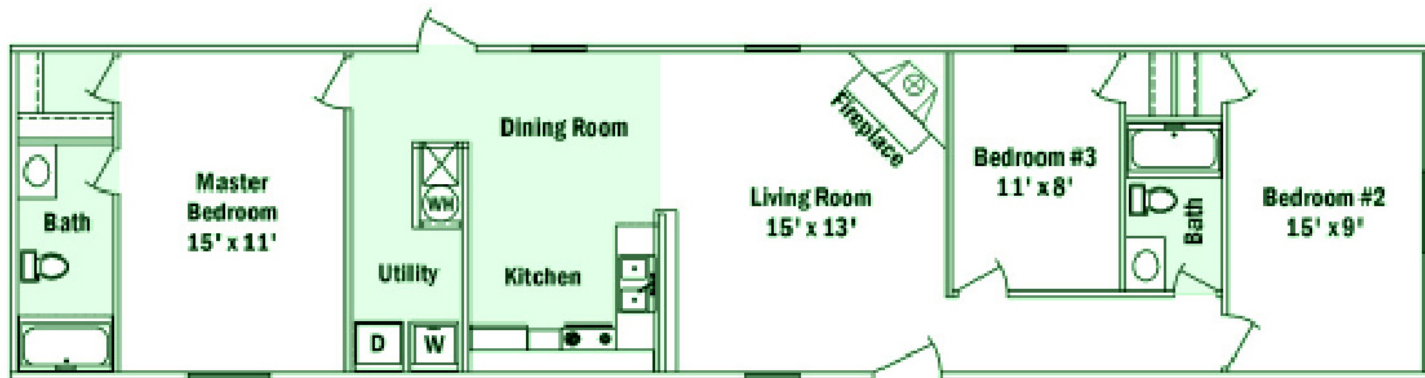 Bath
Master
Bedroom
15' x 11'
Dining Room
WH
Utility
D
W
Kitchen
Fireplace
Living Room
15' x 13'
Bedroom #3
11' x 8'
Bath
Bedroom #2
15' x 9'